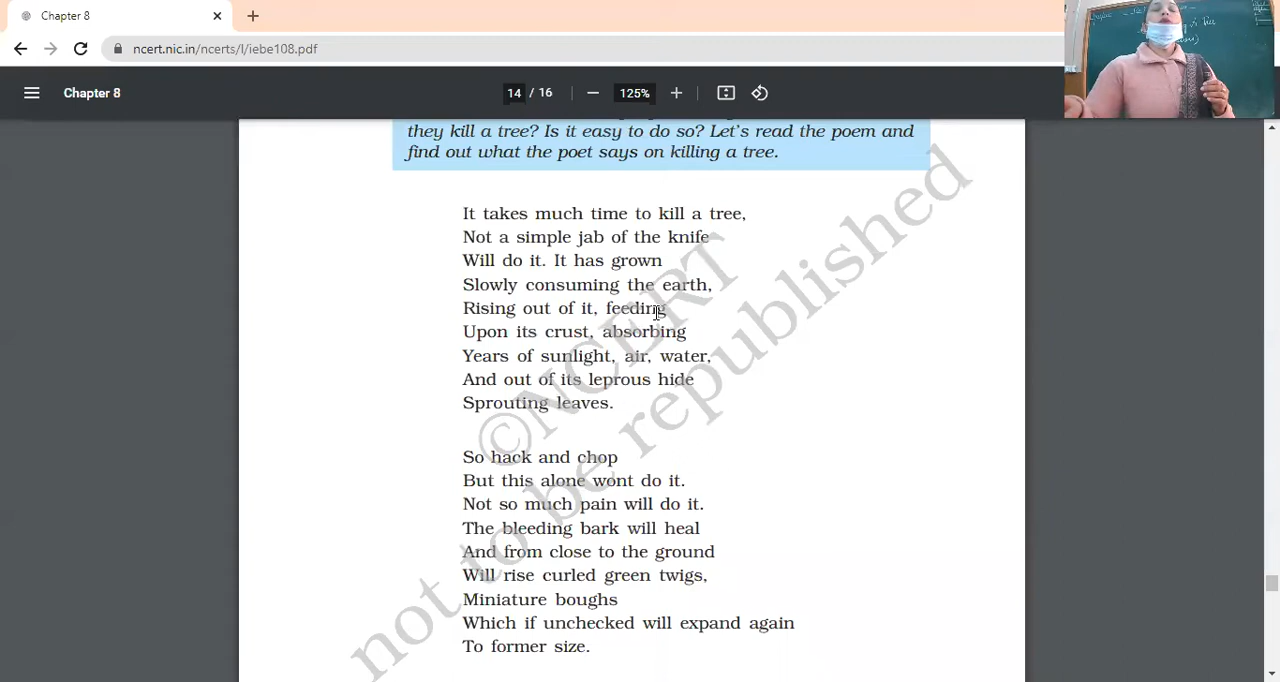 Chapter 8
ncert.nic.in/ncerts/l/iebe108.pdf
Chapter 8
14 / 16
125%
they kill a tree? Is it easy to do so? Let's read the poem and
find out what the poet says on killing a tree.
It takes much time to kill a tree,
Not a simple jab of the knife
Will do it. It has grown
Slowly consuming the earth,
Rising out of it, feeding
Upon its crust, absorbing
Years of sunlight, air, water,
And out of its leprous hide
Sprouting leaves.
So hack and chop
But this alone wont do it.
Not so much pain will do it.
The bleeding bark will heal
And from close to the ground
Will rise curled green twigs,
Miniature boughs
Which if unchecked will expand again
To former size.
©NCERT
not to be republished